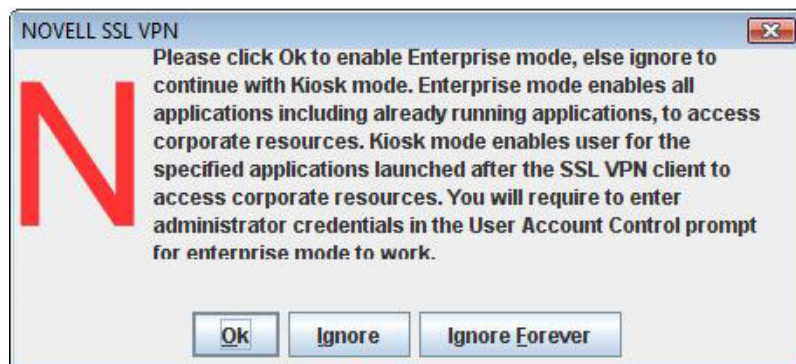 NOVELL SSL VPN
Please click Ok to enable Enterprise mode, else ignore to
continue with Kiosk mode. Enterprise mode enables all
applications including already running applications, to access
corporate resources. Kiosk mode enables user for the
specified applications launched after the SSL VPN client to
access corporate resources. You will require to enter
administrator credentials in the User Account Control prompt
for enterprise mode to work.
N
Ok Ignore Ignore Forever